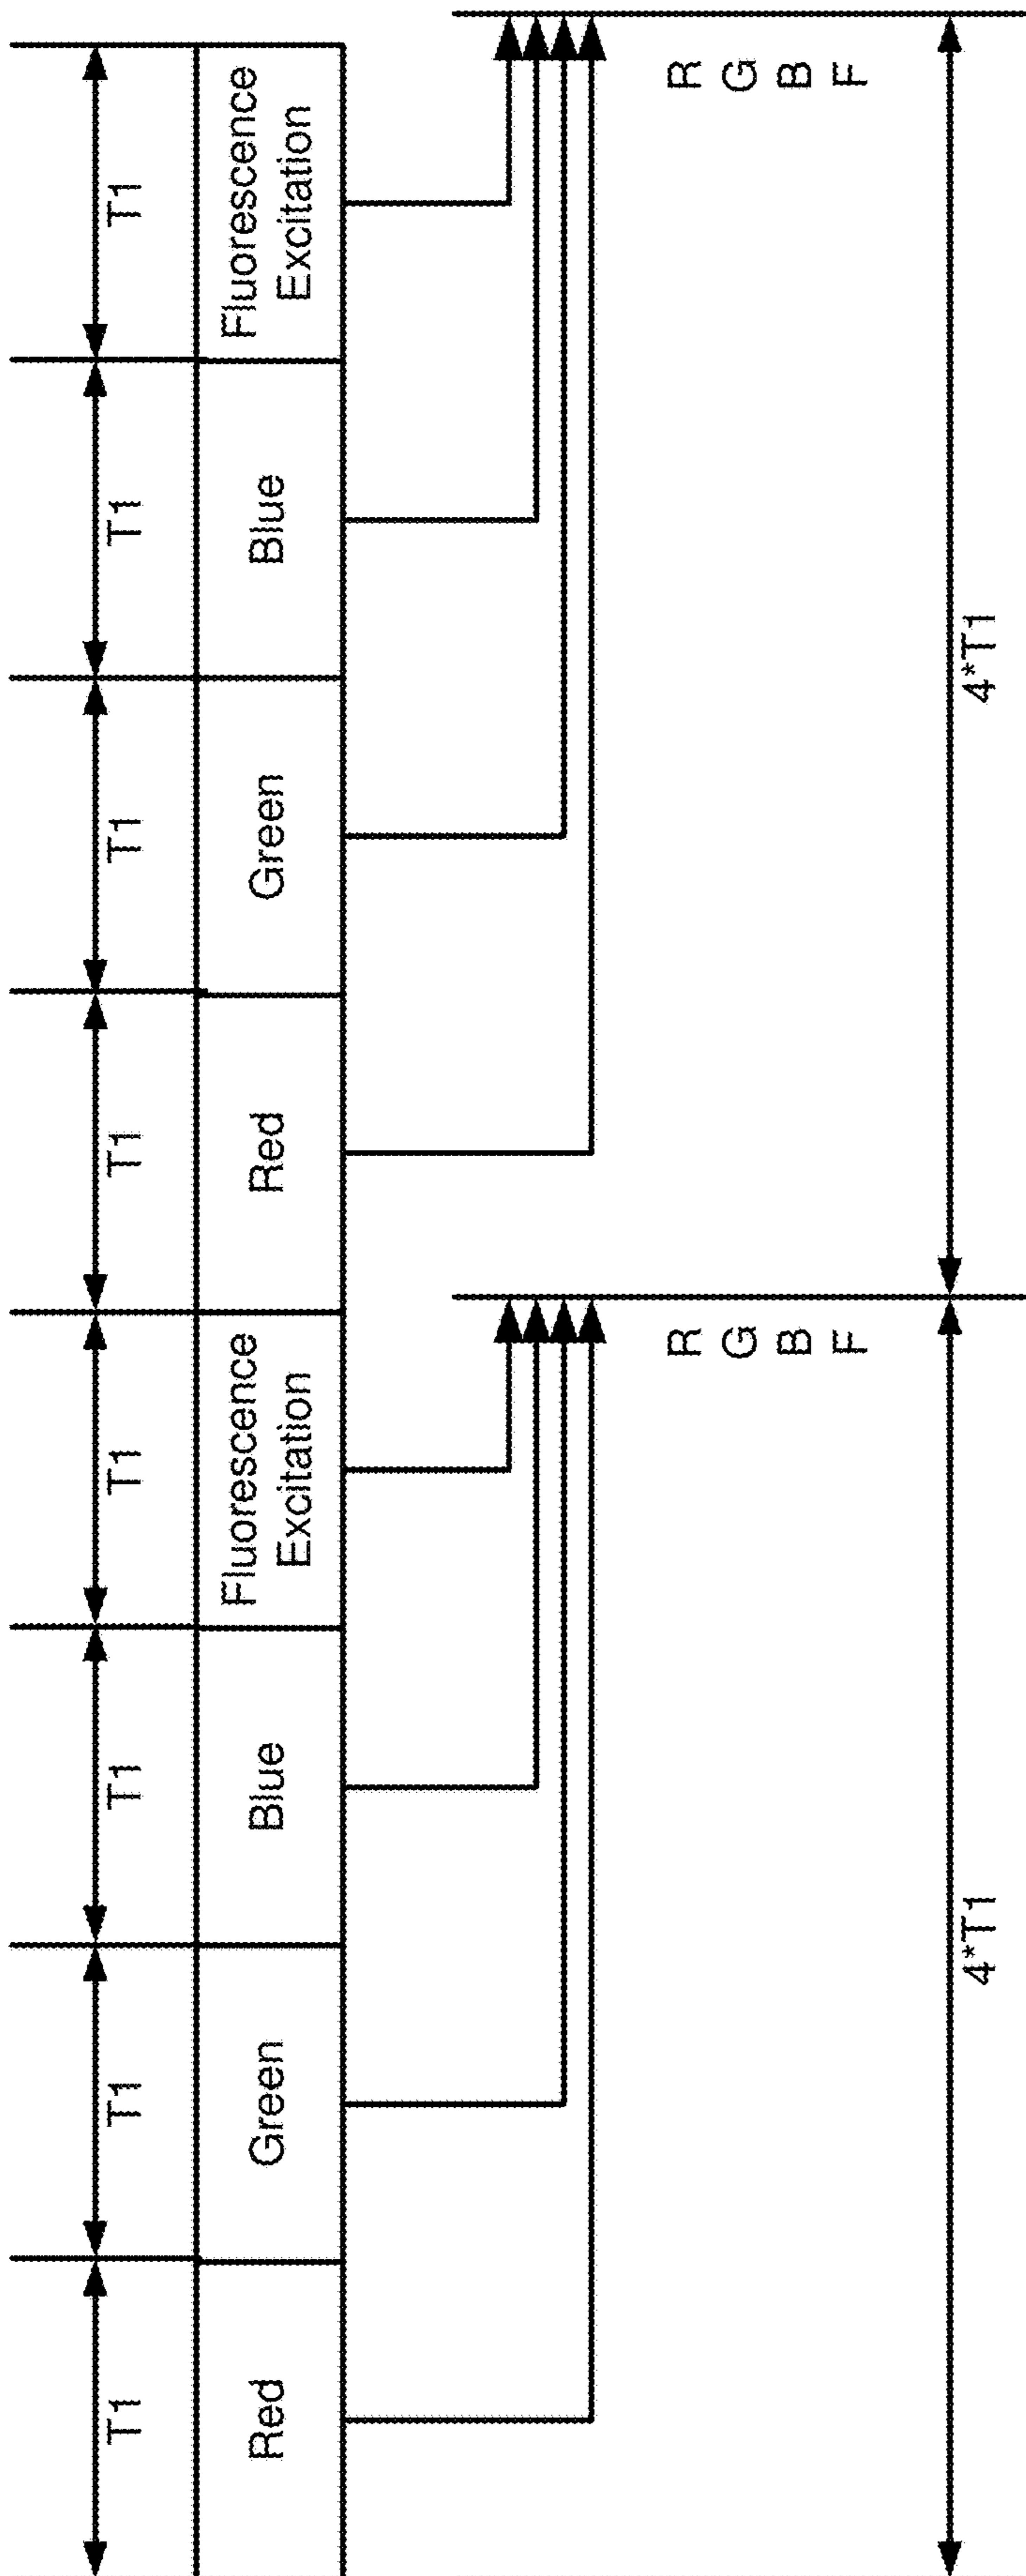 T1 T1 T1 T1 T1 T1 T1 T1
Red Green Blue Fluorescence Excitation Red Green Blue Fluorescence Excitation
R R
G G
B B
F F
4*T1 4*T1